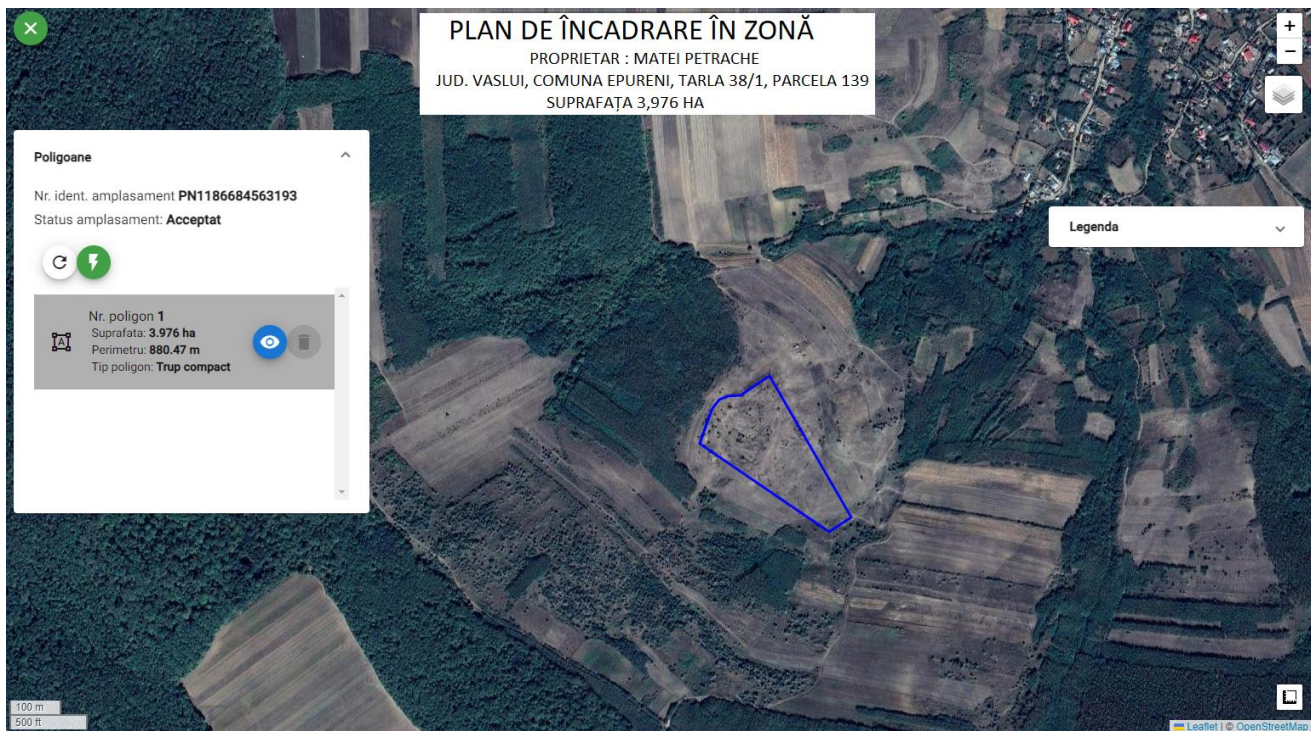 PLAN DE ÎNCADRARE ÎN ZONĂ
PROPRIETAR : MATEI PETRACHE
JUD. VASLUI, COMUNA EPURENI, TARLA 38/1, PARCELA 139
SUPRAFAȚA 3,976 HA
+
−
Poligoane
Nr. ident. amplasament PN1186684563193
Status amplasament: Acceptat
Legenda
Nr. poligon 1
Suprafata: 3.976 ha
Perimetru: 880.47 m
Tip poligon: Trup compact
A
100 m
500 ft
Leaflet | © OpenStreetMap